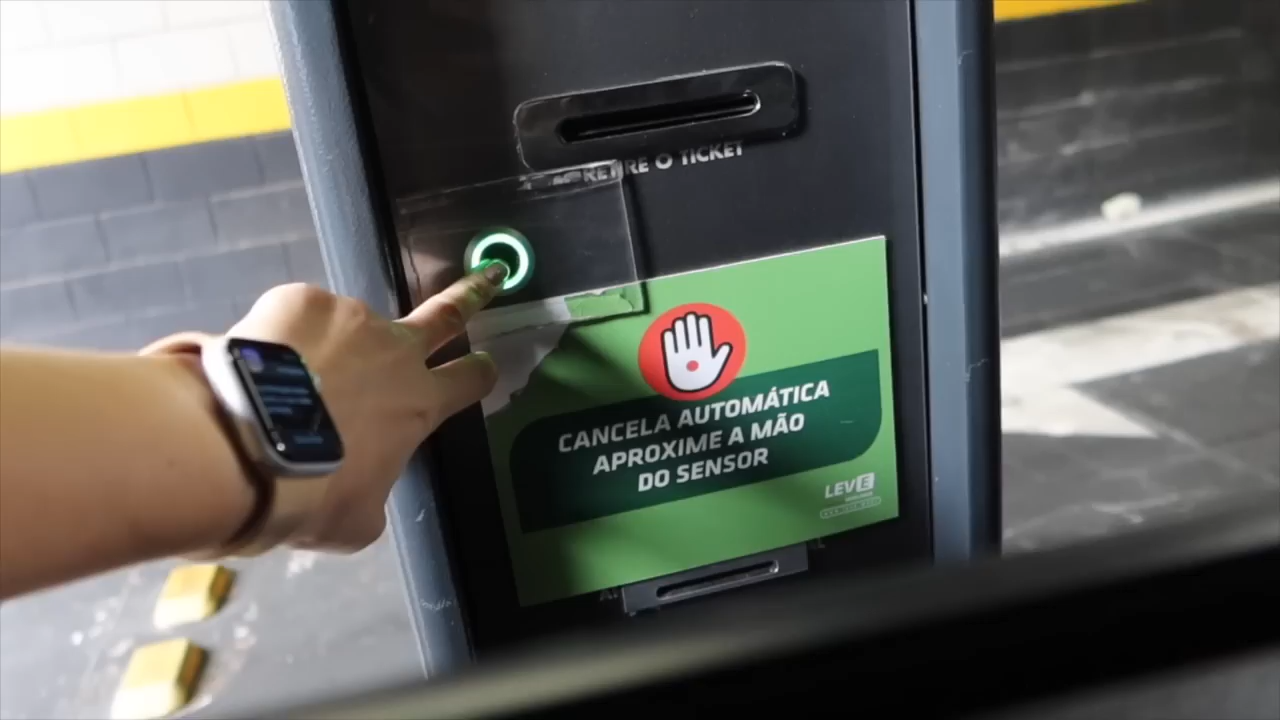 RETIRE O TICKET
CANCELA AUTOMÁTICA
APROXIME A MÃO
DO SENSOR
LEVE